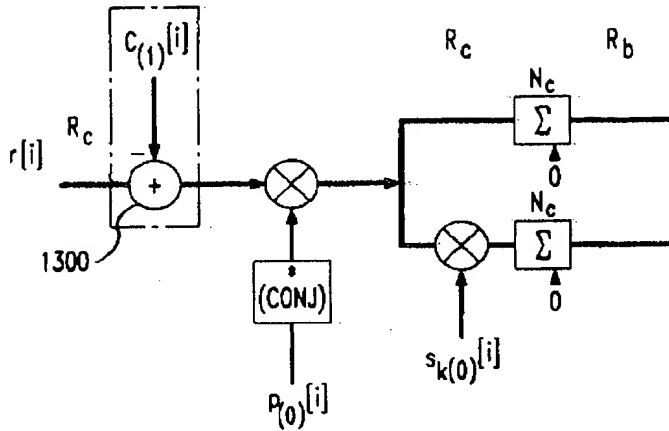 C(1)[i]
Rc
Rc
Rb
r[i]
Nc
−
+
Σ
0
1300
Nc
Σ
0
*
(CONJ)
sk(0)[i]
p(0)[i]